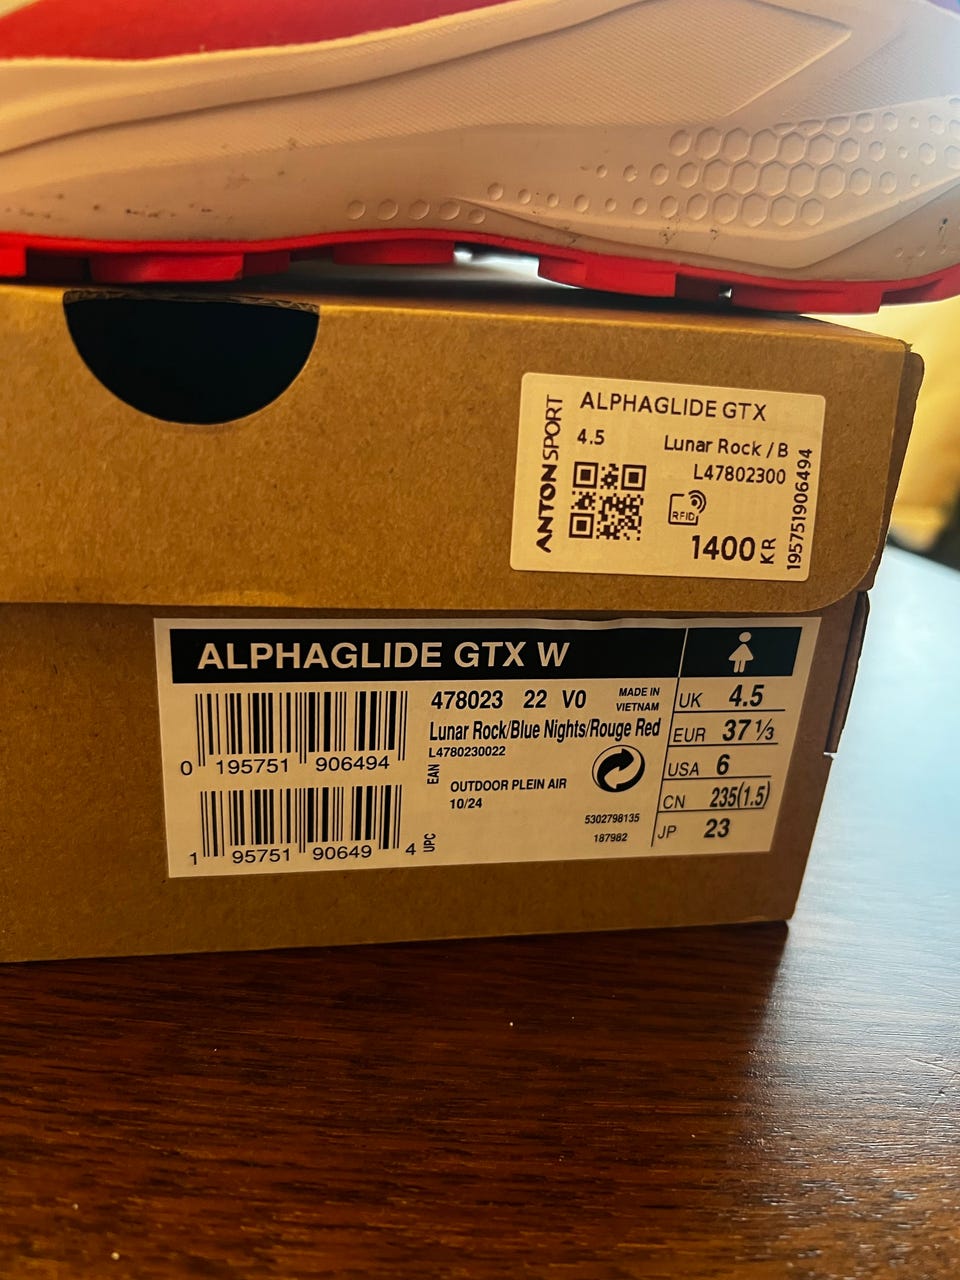 ANTON SPORT
ALPHAGLIDE GTX
4.5
Lunar Rock / B
L47802300
RFID
1400 KR
195751906494
ALPHAGLIDE GTX W
0 195751 906494
1 95751 90649 4
478023 22 V0
MADE IN
VIETNAM
Lunar Rock/Blue Nights/Rouge Red
L4780230022
EAN
OUTDOOR PLEIN AIR
10/24
5302798135
187982
UPC
UK 4.5
EUR 37 1/3
USA 6
CN 235(1.5)
JP 23